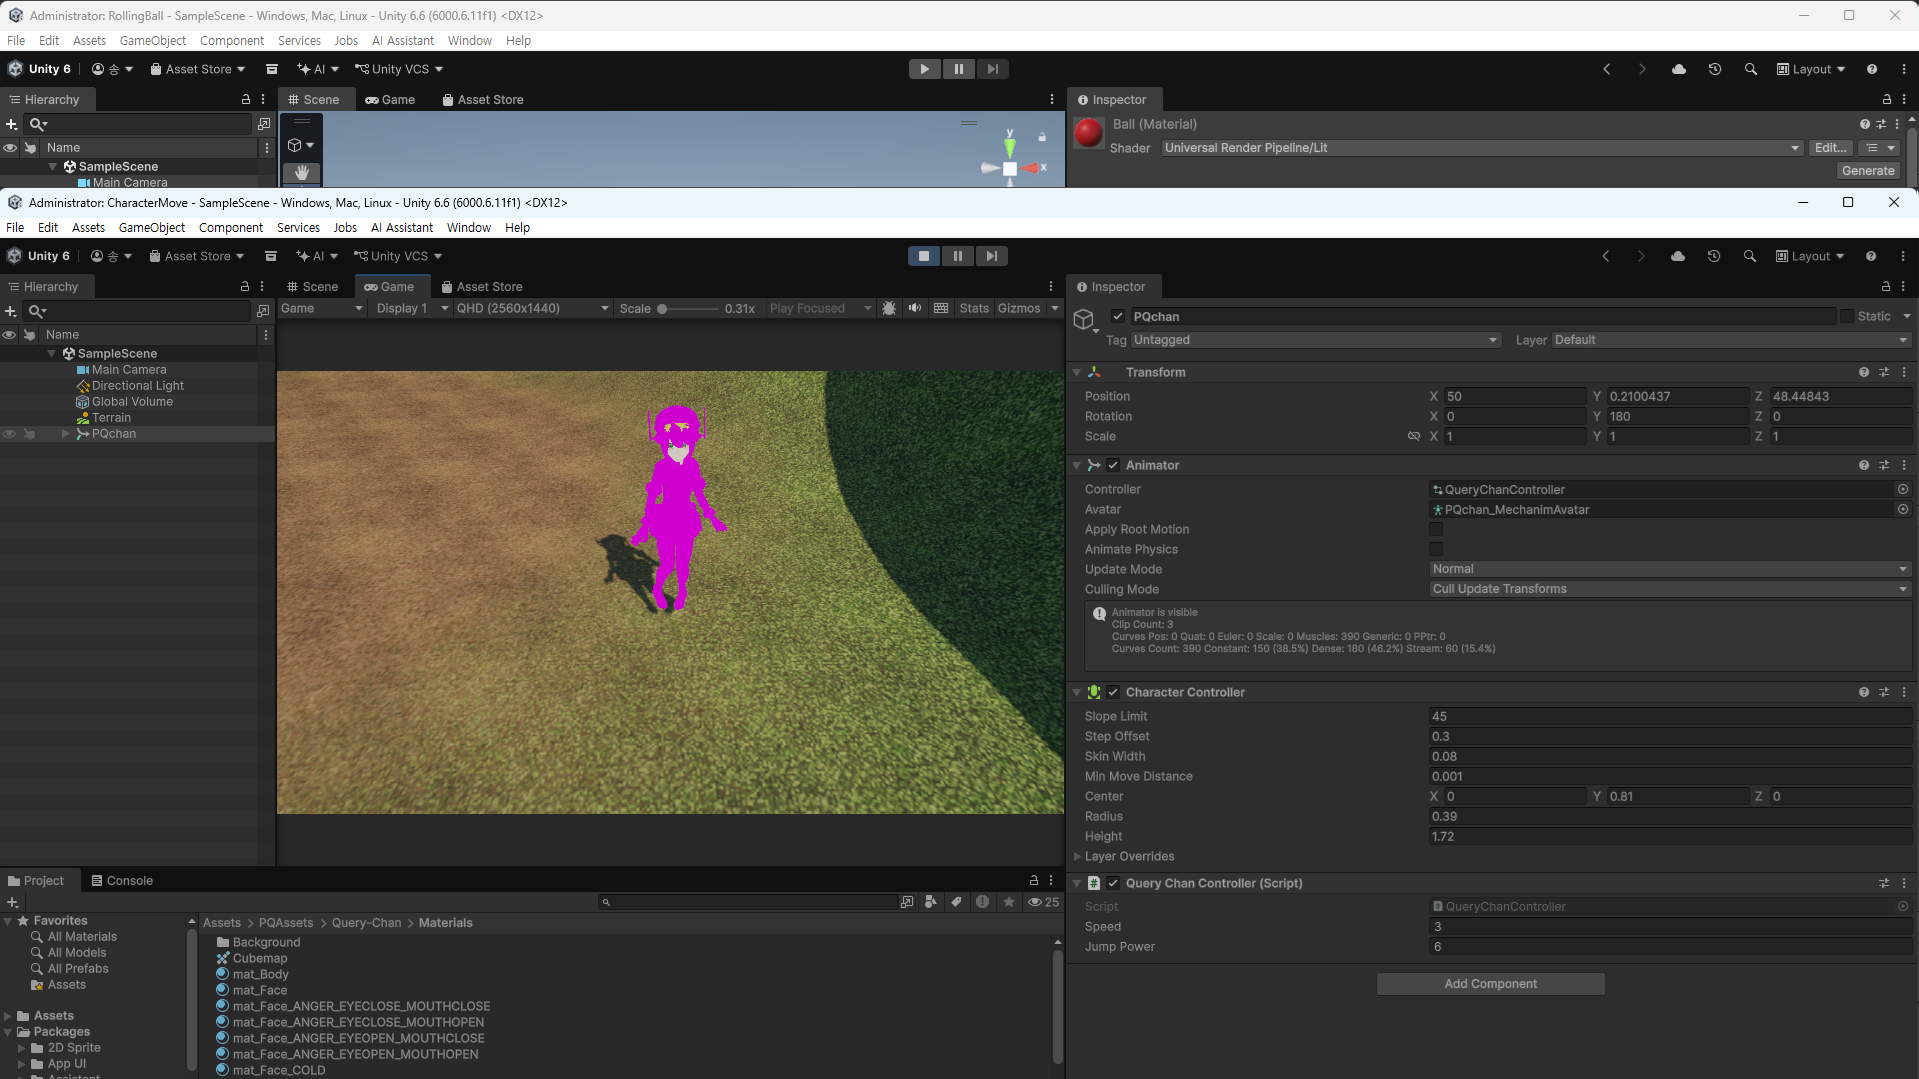 Administrator: RollingBall - SampleScene - Windows, Mac, Linux - Unity 6.6 (6000.6.11f1) <DX12>
File Edit Assets GameObject Component Services Jobs AI Assistant Window Help
Unity 6 송 Asset Store AI Unity VCS Layout
Hierarchy Scene Game Asset Store Inspector
Ball (Material)
Name
Shader Universal Render Pipeline/Lit Edit...
SampleScene Generate
Main Camera
y
x
Administrator: CharacterMove - SampleScene - Windows, Mac, Linux - Unity 6.6 (6000.6.11f1) <DX12>
File Edit Assets GameObject Component Services Jobs AI Assistant Window Help
Unity 6 송 Asset Store AI Unity VCS Layout
Hierarchy Scene Game Asset Store Inspector
Game Display 1 QHD (2560x1440) Scale 0.31x Play Focused Stats Gizmos
Name
SampleScene
Main Camera
Directional Light
Global Volume
Terrain
PQchan
PQchan Static
Tag Untagged Layer Default
Transform
Position X 50 Y 0.2100437 Z 48.44843
Rotation X 0 Y 180 Z 0
Scale X 1 Y 1 Z 1
Animator
Controller QueryChanController
Avatar PQchan_MechanimAvatar
Apply Root Motion
Animate Physics
Update Mode Normal
Culling Mode Cull Update Transforms
Animator is visible
Clip Count: 3
Curves Pos: 0 Quat: 0 Euler: 0 Scale: 0 Muscles: 390 Generic: 0 PPtr: 0
Curves Count: 390 Constant: 150 (38.5%) Dense: 180 (46.2%) Stream: 60 (15.4%)
Character Controller
Slope Limit 45
Step Offset 0.3
Skin Width 0.08
Min Move Distance 0.001
Center X 0 Y 0.81 Z 0
Radius 0.39
Height 1.72
Layer Overrides
Query Chan Controller (Script)
Script QueryChanController
Speed 3
Jump Power 6
Add Component
Project Console
25
Favorites
All Materials
All Models
All Prefabs
Assets
Assets
Packages
2D Sprite
App UI
Assistant
Assets > PQAssets > Query-Chan > Materials
Background
Cubemap
mat_Body
mat_Face
mat_Face_ANGER_EYECLOSE_MOUTHCLOSE
mat_Face_ANGER_EYECLOSE_MOUTHOPEN
mat_Face_ANGER_EYEOPEN_MOUTHCLOSE
mat_Face_ANGER_EYEOPEN_MOUTHOPEN
mat_Face_COLD